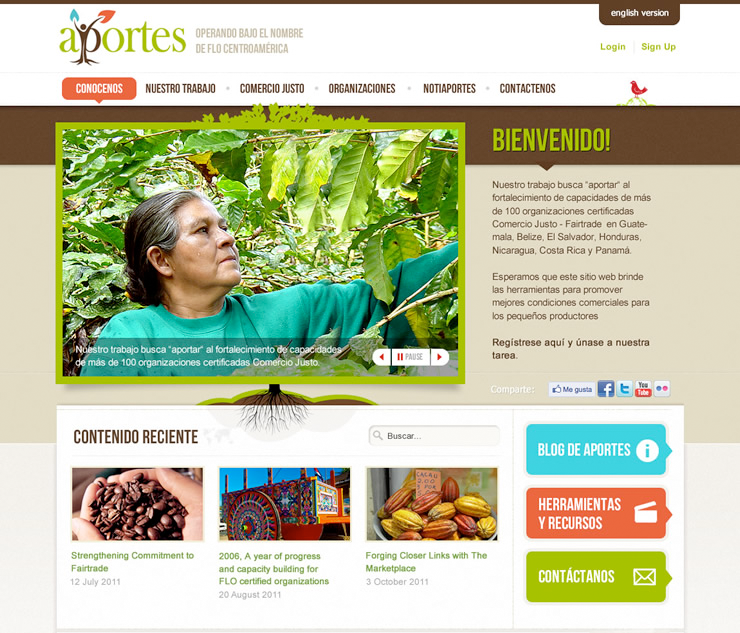 english version
aportes
OPERANDO BAJO EL NOMBRE
DE FLO CENTROAMÉRICA
Login
Sign Up
CONOCENOS
NUESTRO TRABAJO
COMERCIO JUSTO
ORGANIZACIONES
NOTIAPORTES
CONTACTENOS
Nuestro trabajo busca "aportar" al fortalecimiento de capacidades
de más de 100 organizaciones certificadas Comercio Justo.
PAUSE
BIENVENIDO!
Nuestro trabajo busca "aportar" al
fortalecimiento de capacidades de más
de 100 organizaciones certificadas
Comercio Justo - Fairtrade en Guate-
mala, Belize, El Salvador, Honduras,
Nicaragua, Costa Rica y Panamá.
Esperamos que este sitio web brinde
las herramientas para promover
mejores condiciones comerciales para
los pequeños productores
Regístrese aquí y únase a nuestra
tarea.
Comparte:
Me gusta
You
Tube
CONTENIDO RECIENTE
Buscar...
CACAO
Strengthening Commitment to
Fairtrade
12 July 2011
2006, A year of progress
and capacity building for
FLO certified organizations
20 August 2011
Forging Closer Links with The
Marketplace
3 October 2011
BLOG DE APORTES
HERRAMIENTAS
Y RECURSOS
CONTÁCTANOS